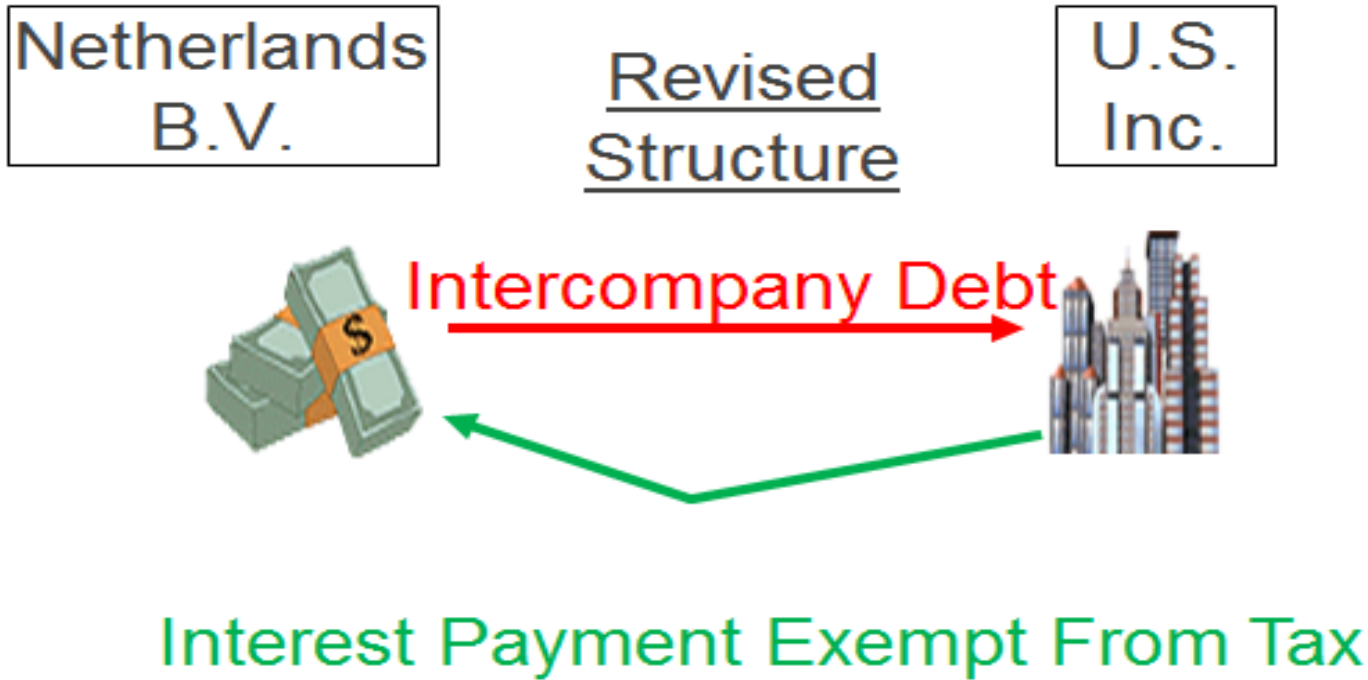 Netherlands
B.V.
Revised
Structure
U.S.
Inc.
Intercompany Debt
$
Interest Payment Exempt From Tax